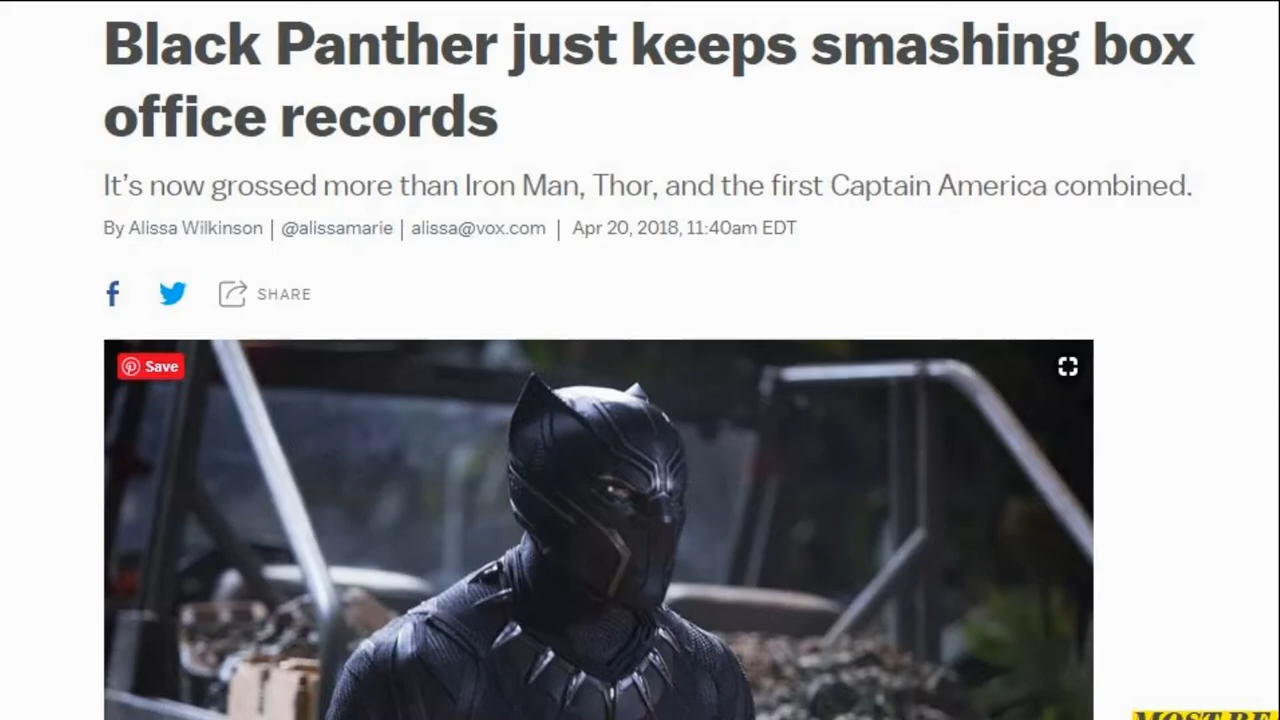 Black Panther just keeps smashing box
office records
It's now grossed more than Iron Man, Thor, and the first Captain America combined.
By Alissa Wilkinson | @alissamarie | alissa@vox.com | Apr 20, 2018, 11:40am EDT
SHARE
Save